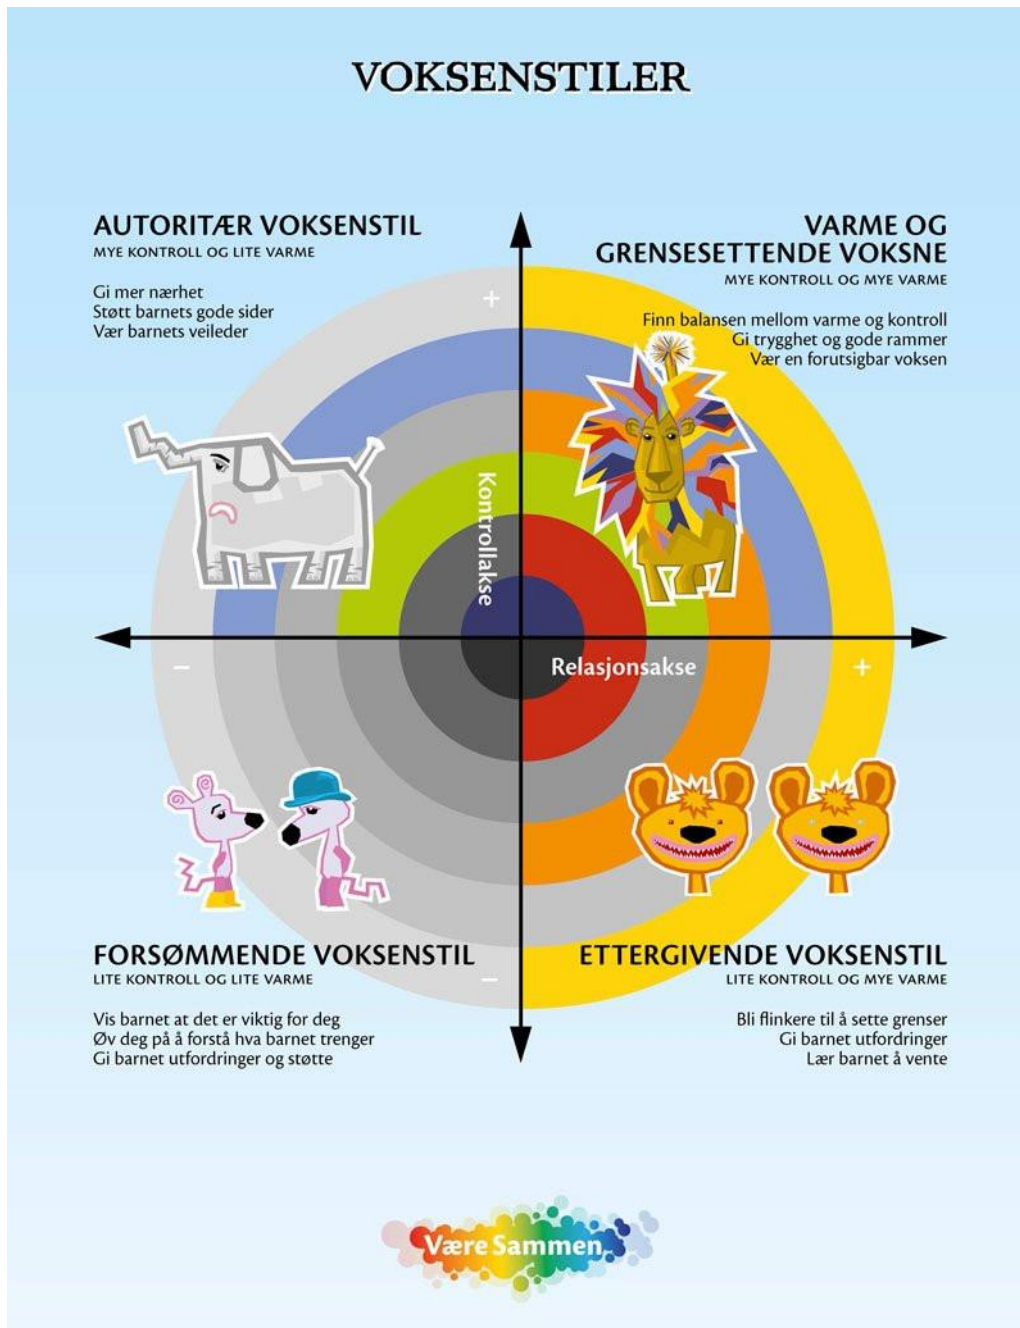 VOKSENSTILER
AUTORITÆR VOKSENSTIL
MYE KONTROLL OG LITE VARME
Gi mer nærhet
Støtt barnets gode sider
Vær barnets veileder
VARME OG
GRENSESETTENDE VOKSNE
MYE KONTROLL OG MYE VARME
Finn balansen mellom varme og kontroll
Gi trygghet og gode rammer
Vær en forutsigbar voksen
+
Kontrollakse
–
Relasjonsakse
+
FORSØMMENDE VOKSENSTIL
LITE KONTROLL OG LITE VARME
Vis barnet at det er viktig for deg
Øv deg på å forstå hva barnet trenger
Gi barnet utfordringer og støtte
–
ETTERGIVENDE VOKSENSTIL
LITE KONTROLL OG MYE VARME
Bli flinkere til å sette grenser
Gi barnet utfordringer
Lær barnet å vente
Være Sammen